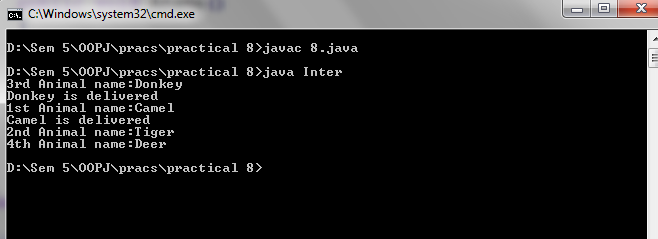 C:\Windows\system32\cmd.exe
D:\Sem 5\OOPJ\pracs\practical 8>javac 8.java
D:\Sem 5\OOPJ\pracs\practical 8>java Inter
3rd Animal name:Donkey
Donkey is delivered
1st Animal name:Camel
Camel is delivered
2nd Animal name:Tiger
4th Animal name:Deer
D:\Sem 5\OOPJ\pracs\practical 8>